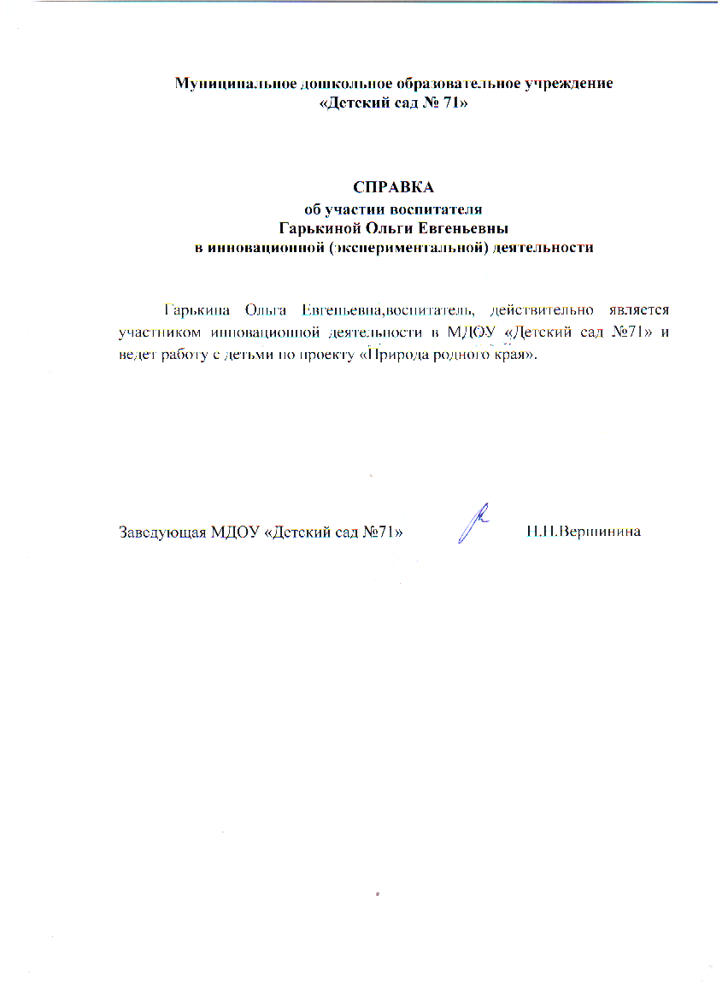 Муниципальное дошкольное образовательное учреждение
«Детский сад № 71»
СПРАВКА
об участии воспитателя
Гарькиной Ольги Евгеньевны
в инновационной (экспериментальной) деятельности
Гарькина Ольга Евгеньевна,воспитатель, действительно является
участником инновационной деятельности в МДОУ «Детский сад №71» и
ведет работу с детьми по проекту «Природа родного края».
Заведующая МДОУ «Детский сад №71» Н.Н.Вершинина